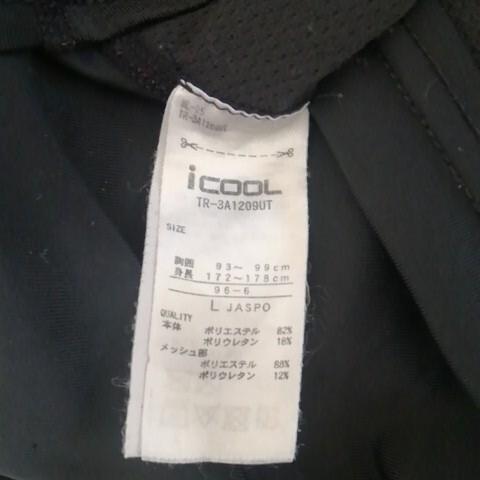 TR-3A1209UT
iCOOL
TR-3A1209UT
SIZE
胸囲 93～ 99cm
身長 172～178cm
96-6
L JASPO
QUALITY
本体 ポリエステル 82%
ポリウレタン 18%
メッシュ部
ポリエステル 88%
ポリウレタン 12%